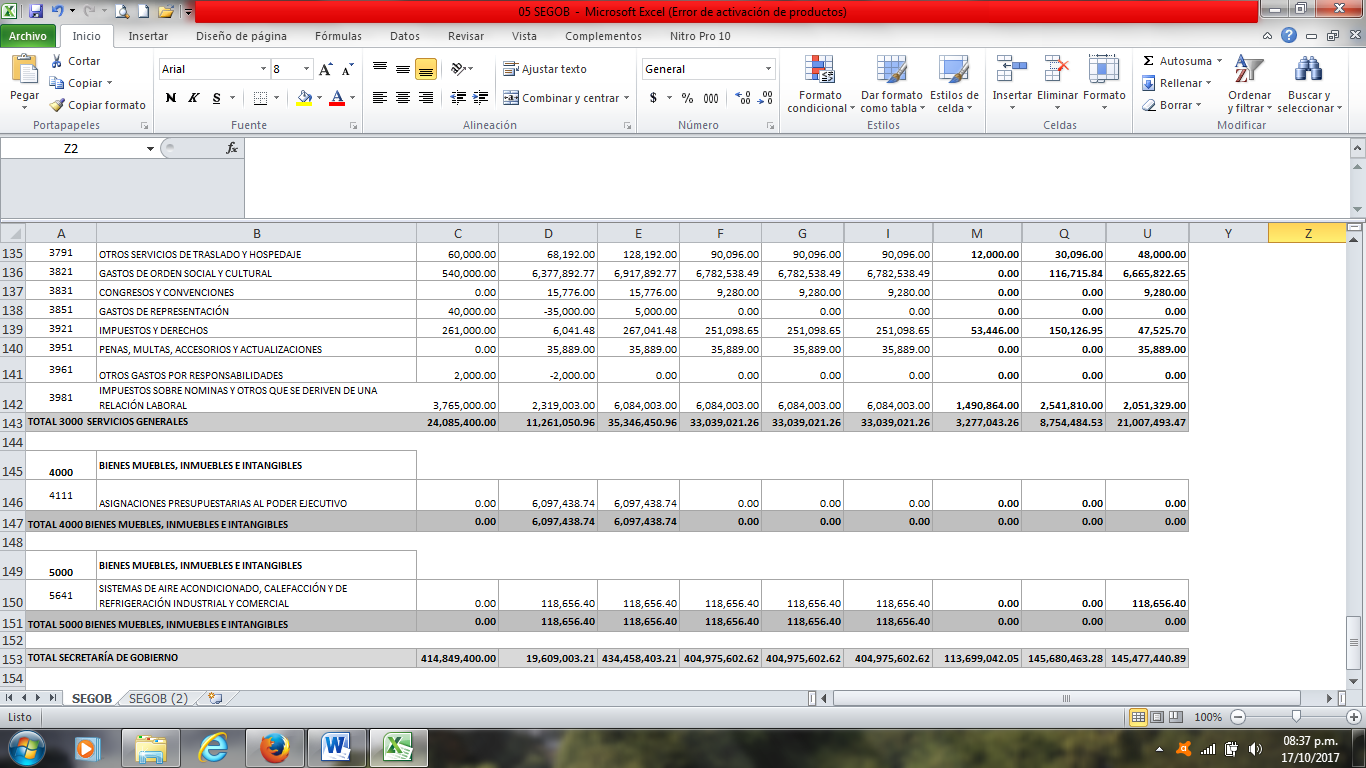 05 SEGOB - Microsoft Excel (Error de activación de productos)
Archivo Inicio Insertar Diseño de página Fórmulas Datos Revisar Vista Complementos Nitro Pro 10
Pegar
Cortar
Copiar
Copiar formato
Portapapeles
Arial 8
N K S
Fuente
Ajustar texto
Combinar y centrar
Alineación
General
$ % 000
Número
Formato condicional
Dar formato como tabla
Estilos de celda
Estilos
Insertar Eliminar Formato
Celdas
Autosuma
Rellenar
Borrar
Ordenar y filtrar
Buscar y seleccionar
Modificar
Z2 fx
A B C D E F G I M Q U Y Z
135 3791 OTROS SERVICIOS DE TRASLADO Y HOSPEDAJE 60,000.00 68,192.00 128,192.00 90,096.00 90,096.00 90,096.00 12,000.00 30,096.00 48,000.00
136 3821 GASTOS DE ORDEN SOCIAL Y CULTURAL 540,000.00 6,377,892.77 6,917,892.77 6,782,538.49 6,782,538.49 6,782,538.49 0.00 116,715.84 6,665,822.65
137 3831 CONGRESOS Y CONVENCIONES 0.00 15,776.00 15,776.00 9,280.00 9,280.00 9,280.00 0.00 0.00 9,280.00
138 3851 GASTOS DE REPRESENTACIÓN 40,000.00 -35,000.00 5,000.00 0.00 0.00 0.00 0.00 0.00 0.00
139 3921 IMPUESTOS Y DERECHOS 261,000.00 6,041.48 267,041.48 251,098.65 251,098.65 251,098.65 53,446.00 150,126.95 47,525.70
140 3951 PENAS, MULTAS, ACCESORIOS Y ACTUALIZACIONES 0.00 35,889.00 35,889.00 35,889.00 35,889.00 35,889.00 0.00 0.00 35,889.00
141 3961 OTROS GASTOS POR RESPONSABILIDADES 2,000.00 -2,000.00 0.00 0.00 0.00 0.00 0.00 0.00 0.00
142 3981 IMPUESTOS SOBRE NOMINAS Y OTROS QUE SE DERIVEN DE UNA
RELACIÓN LABORAL 3,765,000.00 2,319,003.00 6,084,003.00 6,084,003.00 6,084,003.00 6,084,003.00 1,490,864.00 2,541,810.00 2,051,329.00
143 TOTAL 3000 SERVICIOS GENERALES 24,085,400.00 11,261,050.96 35,346,450.96 33,039,021.26 33,039,021.26 33,039,021.26 3,277,043.26 8,754,484.53 21,007,493.47
144
145 4000 BIENES MUEBLES, INMUEBLES E INTANGIBLES
146 4111 ASIGNACIONES PRESUPUESTARIAS AL PODER EJECUTIVO 0.00 6,097,438.74 6,097,438.74 0.00 0.00 0.00 0.00 0.00 0.00
147 TOTAL 4000 BIENES MUEBLES, INMUEBLES E INTANGIBLES 0.00 6,097,438.74 6,097,438.74 0.00 0.00 0.00 0.00 0.00 0.00
148
149 5000 BIENES MUEBLES, INMUEBLES E INTANGIBLES
150 5641 SISTEMAS DE AIRE ACONDICIONADO, CALEFACCIÓN Y DE
REFRIGERACIÓN INDUSTRIAL Y COMERCIAL 0.00 118,656.40 118,656.40 118,656.40 118,656.40 118,656.40 0.00 0.00 118,656.40
151 TOTAL 5000 BIENES MUEBLES, INMUEBLES E INTANGIBLES 0.00 118,656.40 118,656.40 118,656.40 118,656.40 118,656.40 0.00 0.00 0.00
152
153 TOTAL SECRETARÍA DE GOBIERNO 414,849,400.00 19,609,003.21 434,458,403.21 404,975,602.62 404,975,602.62 404,975,602.62 113,699,042.05 145,680,463.28 145,477,440.89
154
SEGOB SEGOB (2)
Listo 100%
08:37 p.m.
17/10/2017